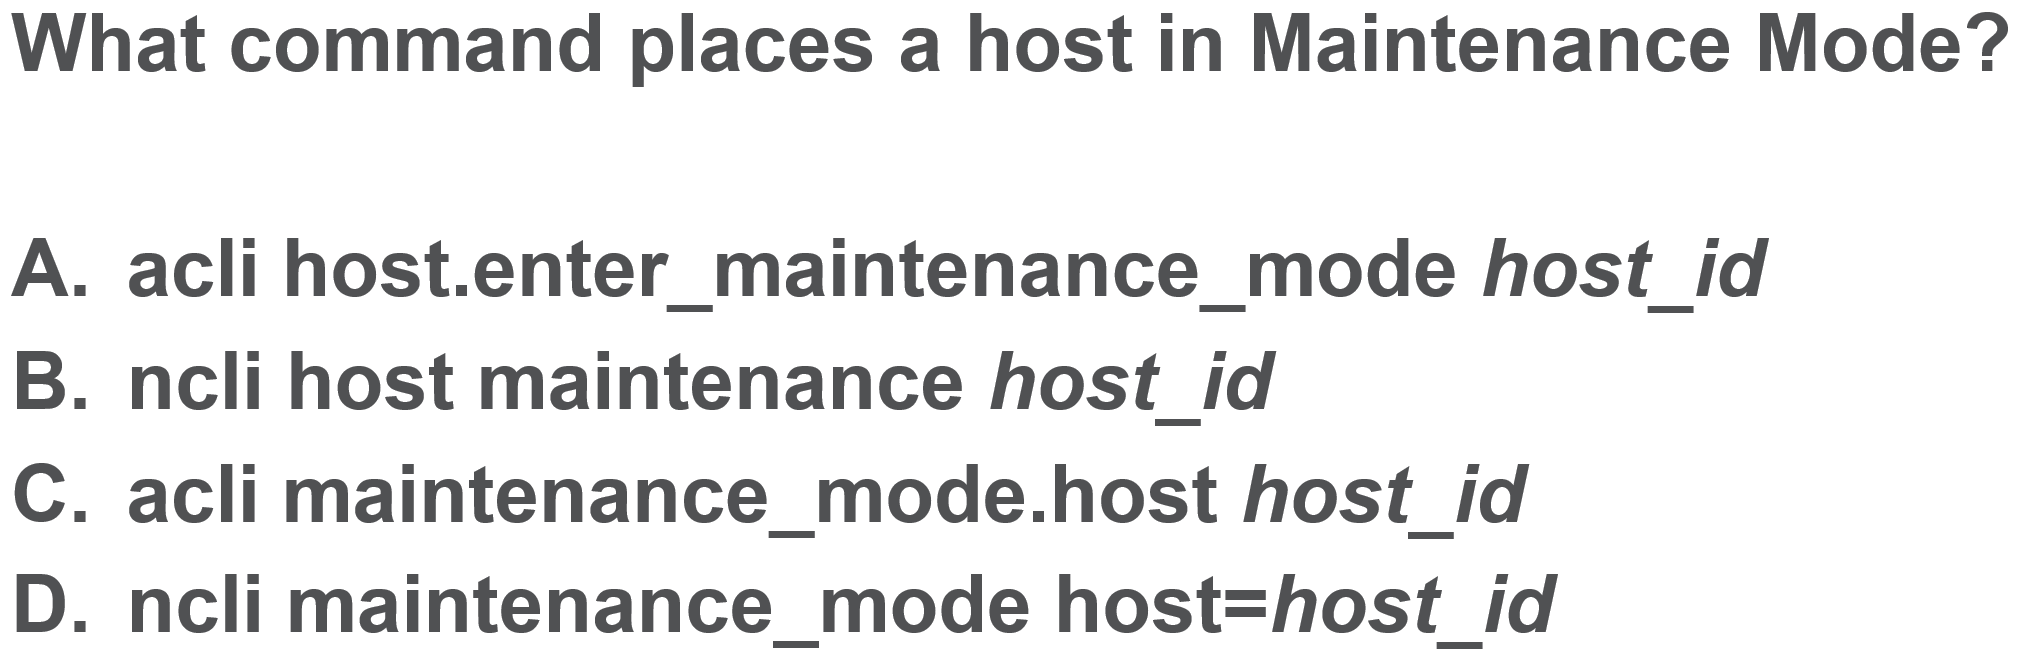 What command places a host in Maintenance Mode?
A. acli host.enter_maintenance_mode host_id
B. ncli host maintenance host_id
C. acli maintenance_mode.host host_id
D. ncli maintenance_mode host=host_id